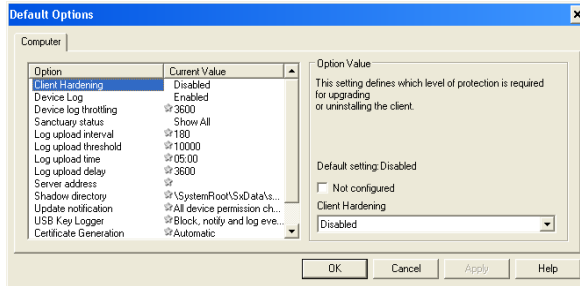 Default Options
Computer
Option Current Value
Client Hardening Disabled
Device Log Enabled
Device log throttling 3600
Sanctuary status Show All
Log upload interval 180
Log upload threshold 10000
Log upload time 05:00
Log upload delay 3600
Server address
Shadow directory \SystemRoot\SxData\s...
Update notification All device permission ch...
USB Key Logger Block, notify and log eve...
Certificate Generation Automatic
Option Value
This setting defines which level of protection is required
for upgrading
or uninstalling the client.
Default setting:Disabled
Not configured
Client Hardening
Disabled
OK Cancel Apply Help